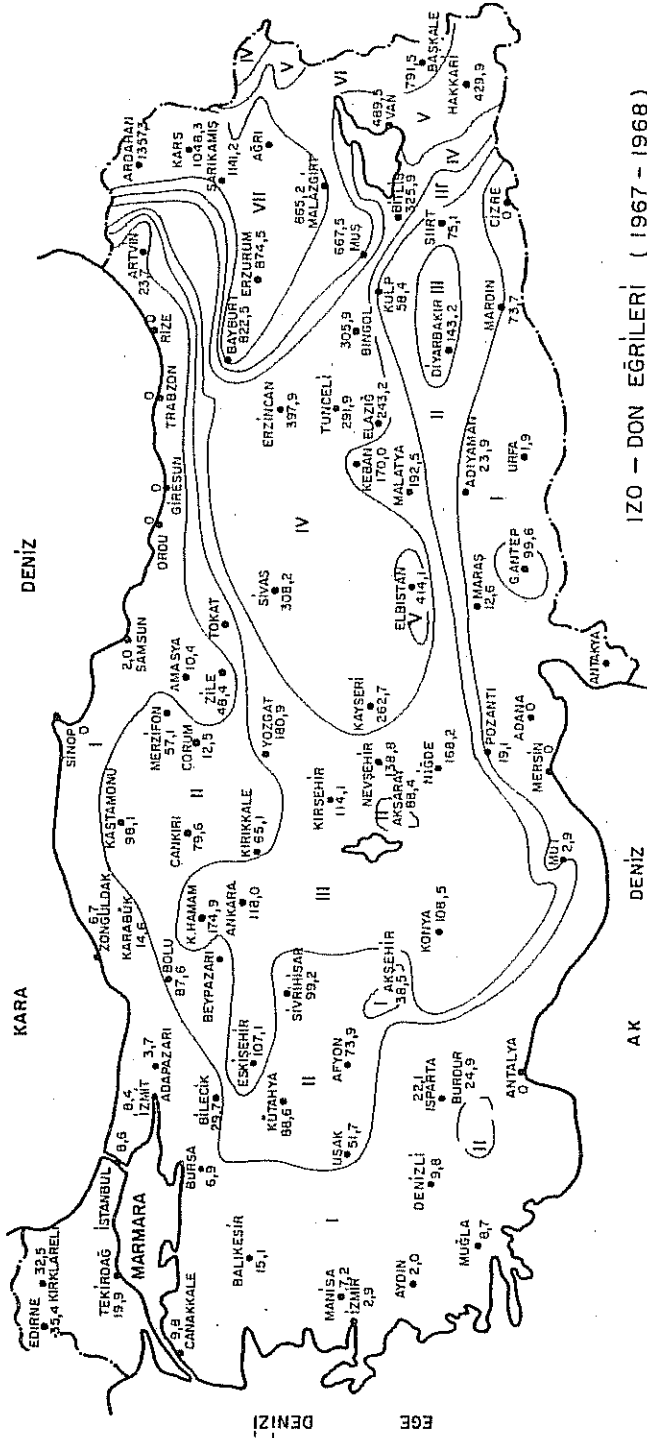 KARA
DENİZ
EGE
DENİZİ
AK
DENİZ
MARMARA
EDİRNE
35,4
32,5
KIRKLARELİ
TEKİRDAĞ
19,9
İSTANBUL
8,6
8,4
İZMİT
3,7
ADAPAZARI
9,8
ÇANAKKALE
BURSA
6,9
BİLECİK
29,7
BALIKESİR
15,1
ESKİŞEHİR
107,1
KÜTAHYA
88,6
MANİSA
7,2
İZMİR
2,9
UŞAK
51,7
AFYON
73,9
AYDIN
2,0
DENİZLİ
9,8
MUĞLA
8,7
22,1
ISPARTA
BURDUR
24,9
ANTALYA
0
I
II
II
6,7
ZONGULDAK
KARABÜK
14,6
BOLU
87,6
KASTAMONU
98,1
SİNOP
0
I
II
ÇANKIRI
79,6
K.HAMAM
174,9
BEYPAZARI
ANKARA
118,0
KIRIKKALE
65,1
SİVRİHİSAR
99,2
I
AKŞEHİR
38,5
KONYA
108,5
III
KIRŞEHİR
114,1
NEVŞEHİR
138,8
II
AKSARAY
88,4
NİĞDE
168,2
POZANTI
19,1
MUT
2,9
MERSİN
0
ADANA
0
ANTAKYA
2,0
SAMSUN
MERZİFON
57,1
AMASYA
10,4
ÇORUM
12,5
ZİLE
48,4
TOKAT
YOZGAT
180,9
SİVAS
308,2
KAYSERİ
262,7
IV
ELBİSTAN
V
414,1
MARAŞ
12,6
G.ANTEP
99,6
ORDU
0
GİRESUN
0
TRABZON
0
RİZE
0
ARTVİN
23,7
ARDAHAN
1357,3
KARS
1048,3
SARIKAMIŞ
1141,2
BAYBURT
822,5
ERZURUM
874,5
AĞRI
VII
IV
V
VI
ERZİNCAN
397,9
TUNCELİ
291,9
BİNGÖL
305,9
665,2
MALAZGİRT
667,5
MUŞ
KEBAN
170,0
ELAZIĞ
243,2
MALATYA
192,5
KULP
58,4
BİTLİS
325,9
489,5
VAN
791,5
BAŞKALE
HAKKARİ
429,9
V
IV
III
SİİRT
75,1
DİYARBAKIR
143,2
III
II
ADIYAMAN
23,9
I
URFA
1,9
MARDİN
73,7
CİZRE
0
İZO - DON EĞRİLERİ ( 1967 - 1968 )